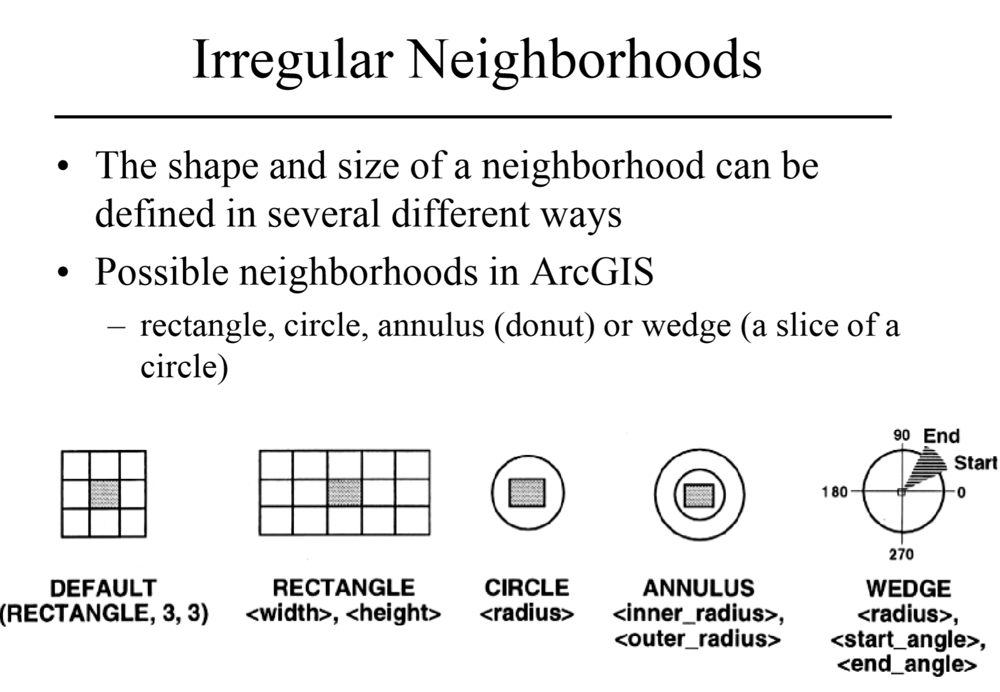 Irregular Neighborhoods
• The shape and size of a neighborhood can be
defined in several different ways
• Possible neighborhoods in ArcGIS
– rectangle, circle, annulus (donut) or wedge (a slice of a
circle)
90 End
Start
180 0
270
DEFAULT
(RECTANGLE, 3, 3)
RECTANGLE
<width>, <height>
CIRCLE
<radius>
ANNULUS
<inner_radius>,
<outer_radius>
WEDGE
<radius>,
<start_angle>,
<end_angle>